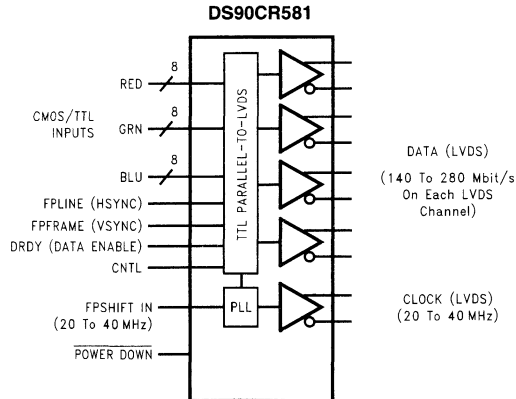 DS90CR581
8
RED
TTL PARALLEL-TO-LVDS
CMOS/TTL
INPUTS
8
GRN
DATA (LVDS)
(140 To 280 Mbit/s
On Each LVDS
Channel)
8
BLU
FPLINE (HSYNC)
FPFRAME (VSYNC)
DRDY (DATA ENABLE)
CNTL
FPSHIFT IN
(20 To 40 MHz)
PLL
CLOCK (LVDS)
(20 To 40 MHz)
POWER DOWN